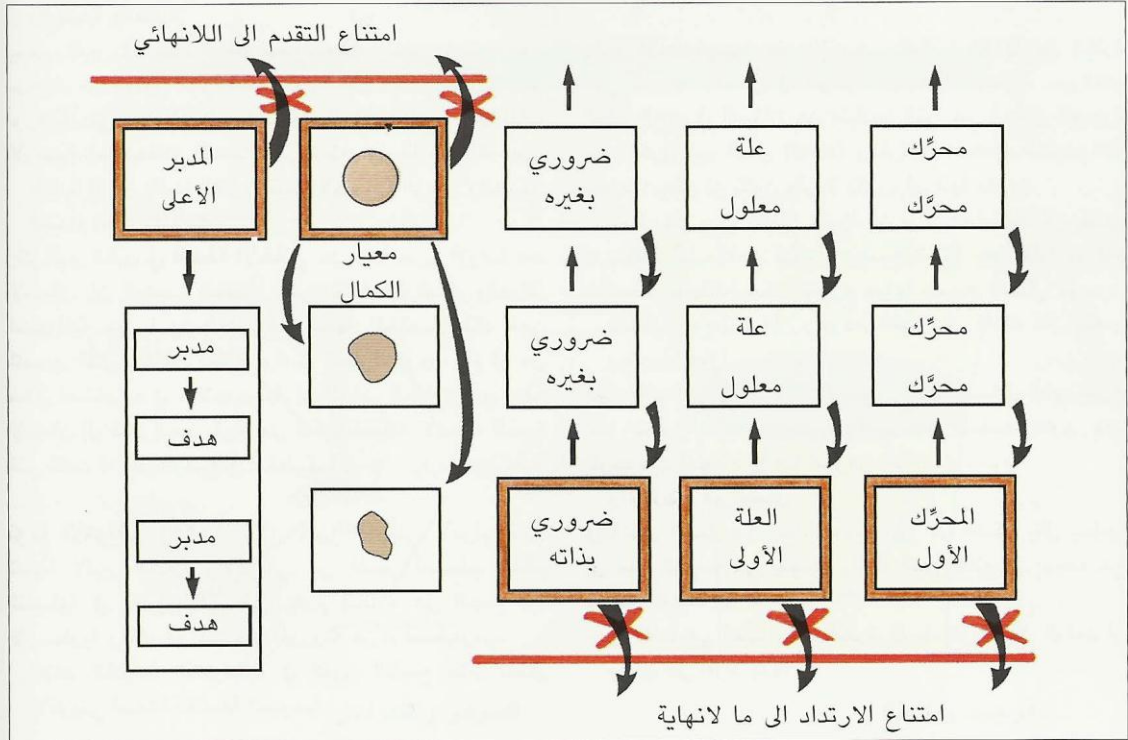 امتناع التقدم الى اللانهائي
محرِّك
محرَّك
علة
معلول
ضروري
بغيره
المدبر
الأعلى
معيار
الكمال
محرِّك
محرَّك
علة
معلول
ضروري
بغيره
مدبر
هدف
مدبر
هدف
المحرِّك
الأول
العلة
الأولى
ضروري
بذاته
امتناع الارتداد الى ما لانهاية